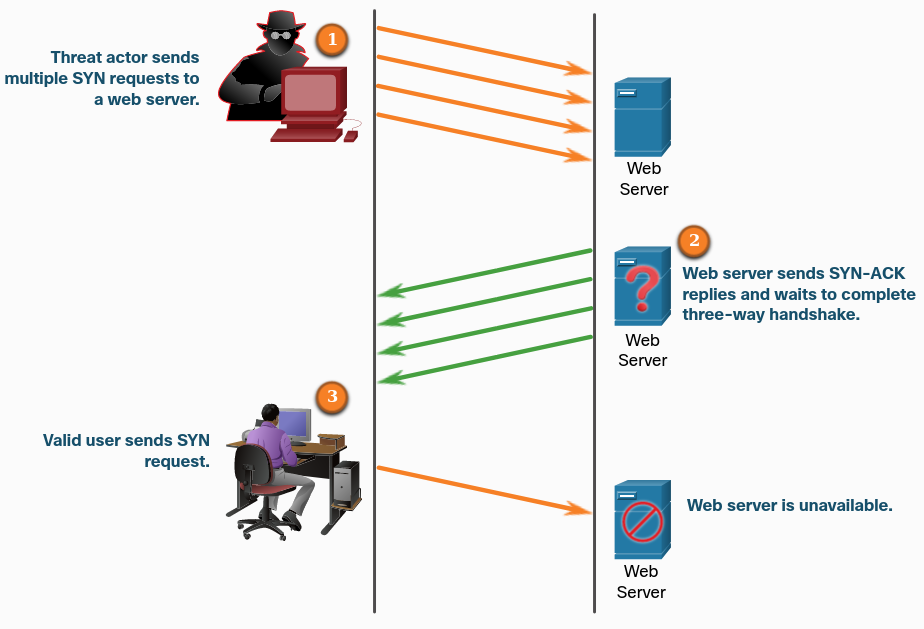 1
Threat actor sends
multiple SYN requests to
a web server.
Web
Server
2
Web server sends SYN-ACK
replies and waits to complete
three-way handshake.
Web
Server
3
Valid user sends SYN
request.
Web server is unavailable.
Web
Server